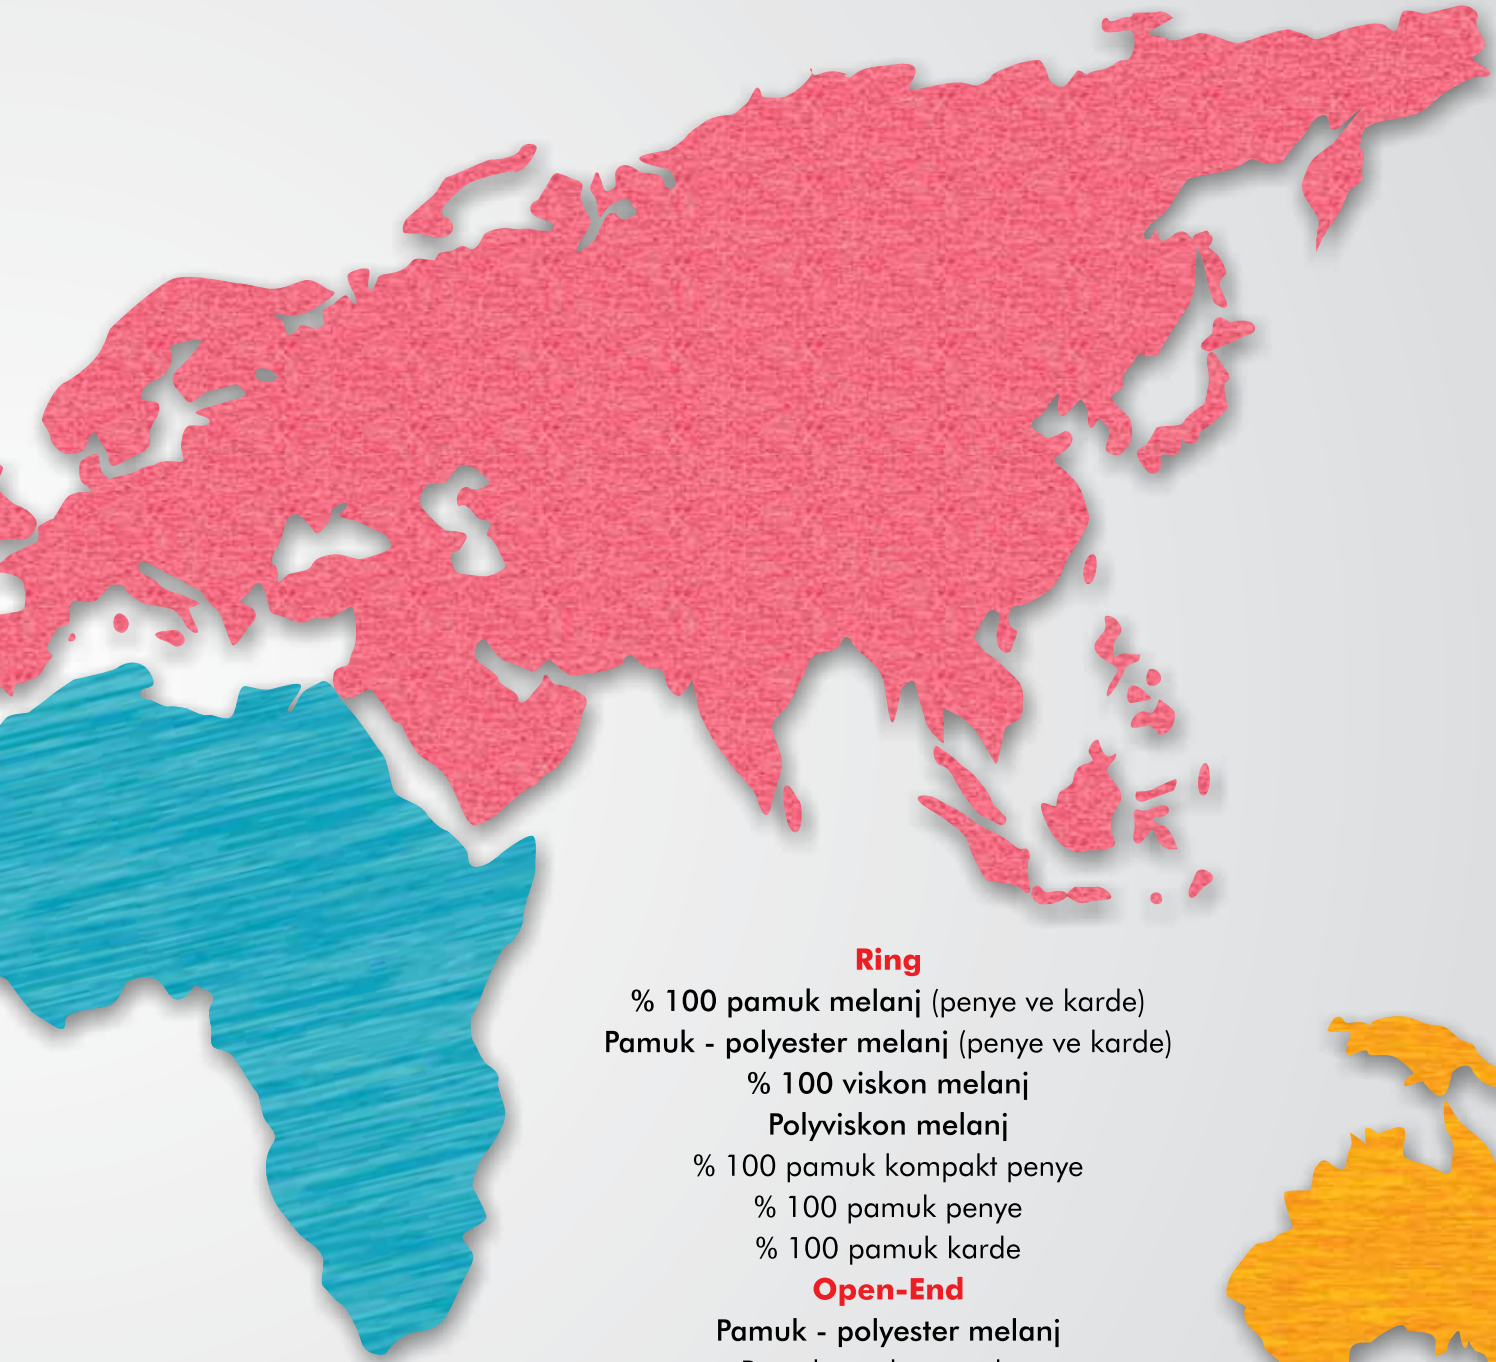 Ring
% 100 pamuk melanj (penye ve karde)
Pamuk - polyester melanj (penye ve karde)
% 100 viskon melanj
Polyviskon melanj
% 100 pamuk kompakt penye
% 100 pamuk penye
% 100 pamuk karde
Open-End
Pamuk - polyester melanj